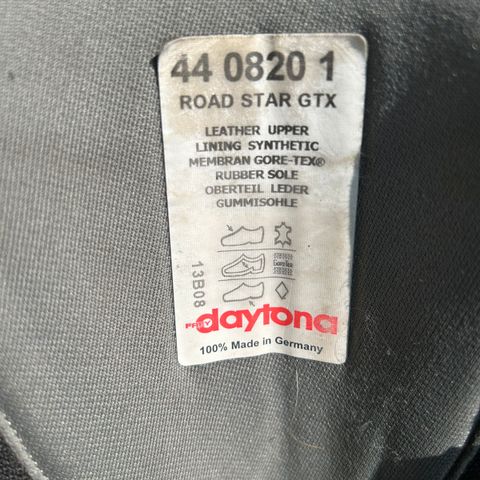 44 0820 1
ROAD STAR GTX
LEATHER UPPER
LINING SYNTHETIC
MEMBRAN GORE-TEX®
RUBBER SOLE
OBERTEIL LEDER
GUMMISOHLE
13B08
daytona
100% Made in Germany